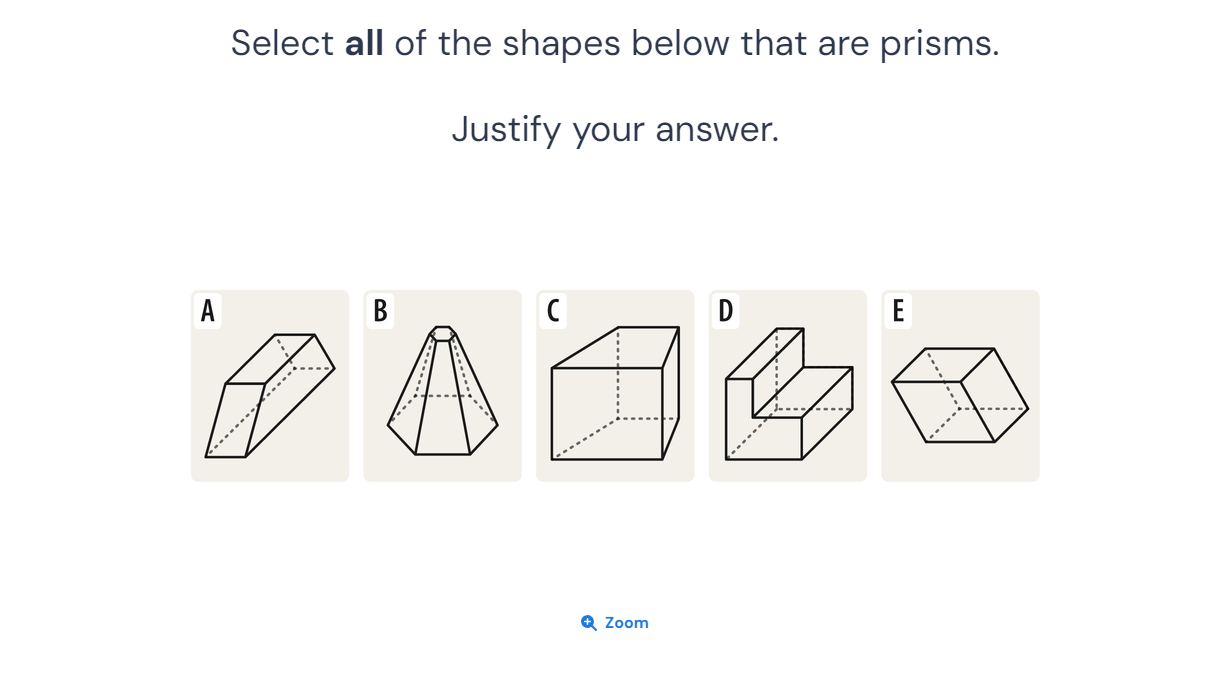 Select all of the shapes below that are prisms.
Justify your answer.
A B C D E
Zoom